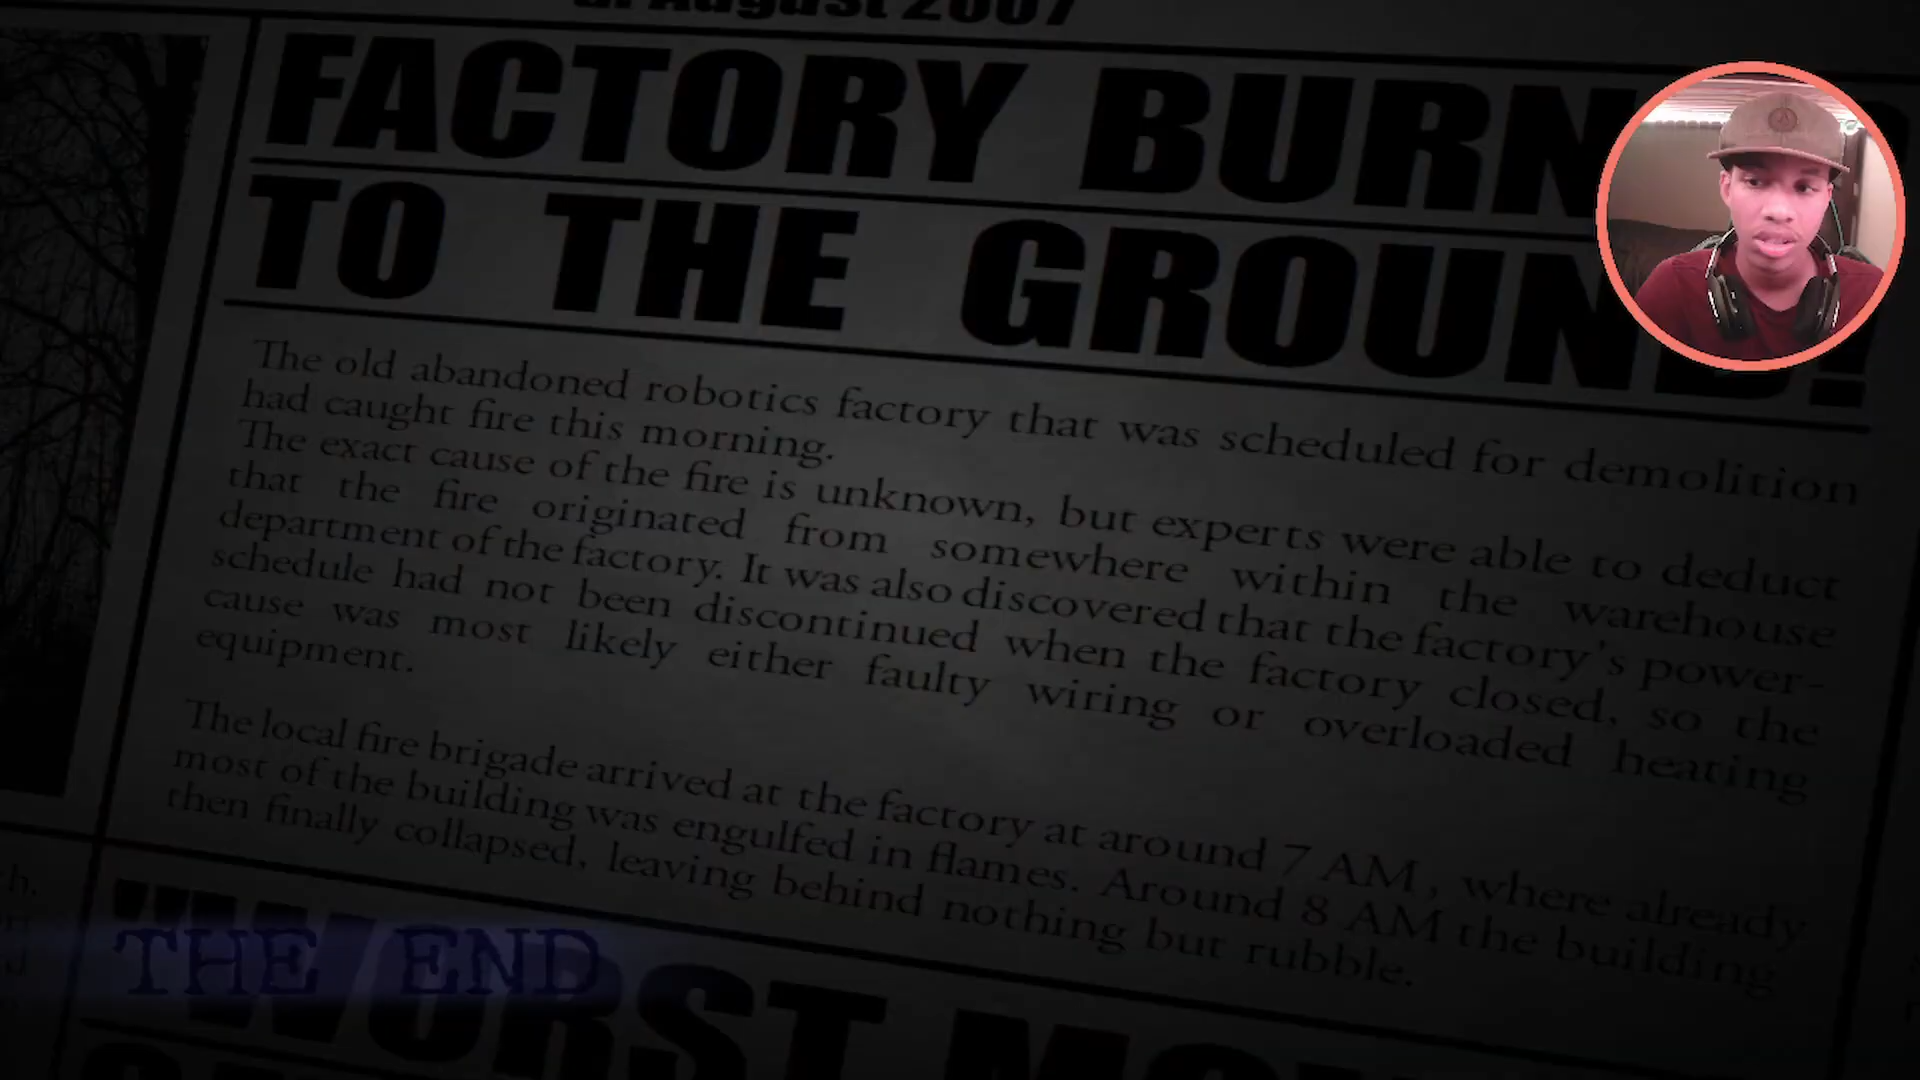 August 2007
FACTORY BURN
TO THE GROUND!
The old abandoned robotics factory that was scheduled for demolition
had caught fire this morning.
The exact cause of the fire is unknown, but experts were able to deduct
that the fire originated from somewhere within the warehouse
department of the factory. It was also discovered that the factory's power-
schedule had not been discontinued when the factory closed, so the
cause was most likely either faulty wiring or overloaded heating
equipment.
The local fire brigade arrived at the factory at around 7 AM, where already
most of the building was engulfed in flames. Around 8 AM the building
then finally collapsed, leaving behind nothing but rubble.
THE END
"WORST MO